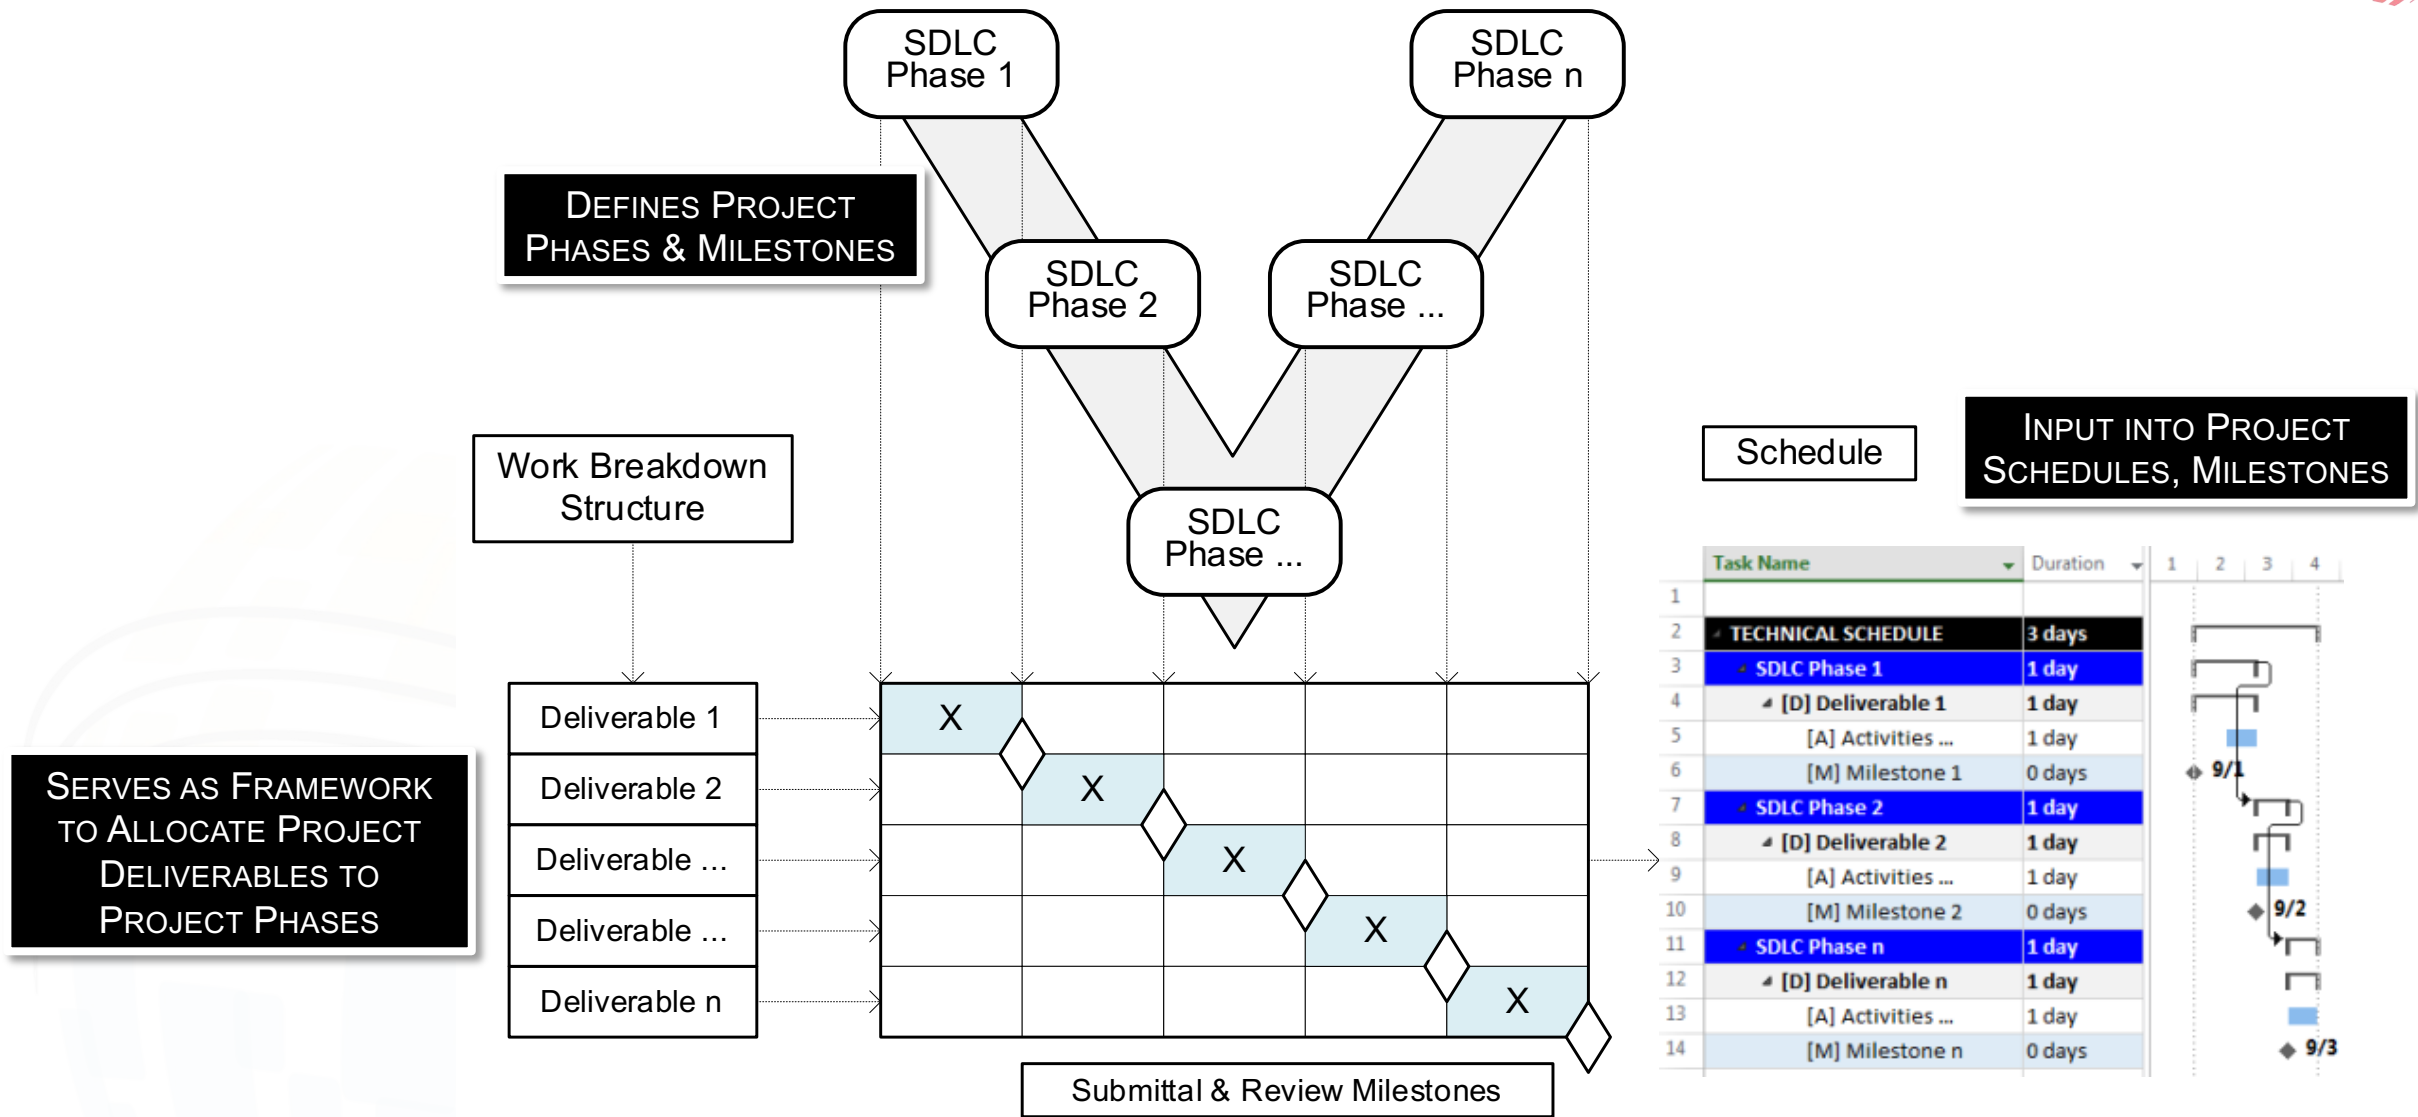 SDLC
Phase 1
SDLC
Phase n
DEFINES PROJECT
PHASES & MILESTONES
SDLC
Phase 2
SDLC
Phase ...
SDLC
Phase ...
Work Breakdown
Structure
Schedule
INPUT INTO PROJECT
SCHEDULES, MILESTONES
SERVES AS FRAMEWORK
TO ALLOCATE PROJECT
DELIVERABLES TO
PROJECT PHASES
Deliverable 1 X
Deliverable 2 X
Deliverable ... X
Deliverable ... X
Deliverable n X
Submittal & Review Milestones
Task Name Duration 1 2 3 4
1
2 TECHNICAL SCHEDULE 3 days
3 SDLC Phase 1 1 day
4 [D] Deliverable 1 1 day
5 [A] Activities ... 1 day
6 [M] Milestone 1 0 days 9/1
7 SDLC Phase 2 1 day
8 [D] Deliverable 2 1 day
9 [A] Activities ... 1 day
10 [M] Milestone 2 0 days 9/2
11 SDLC Phase n 1 day
12 [D] Deliverable n 1 day
13 [A] Activities ... 1 day
14 [M] Milestone n 0 days 9/3